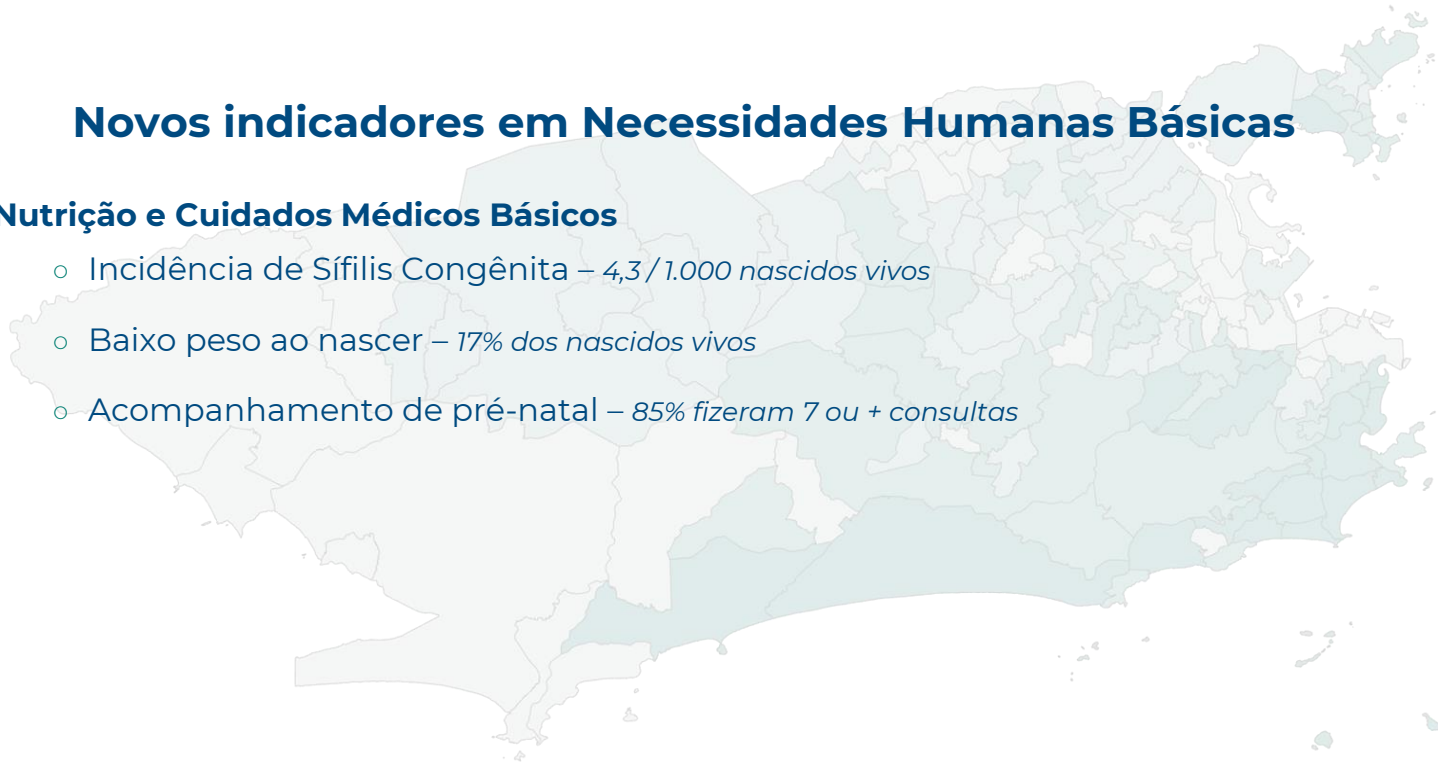 Novos indicadores em Necessidades Humanas Básicas
Nutrição e Cuidados Médicos Básicos
○ Incidência de Sífilis Congênita – 4,3 / 1.000 nascidos vivos
○ Baixo peso ao nascer – 17% dos nascidos vivos
○ Acompanhamento de pré-natal – 85% fizeram 7 ou + consultas